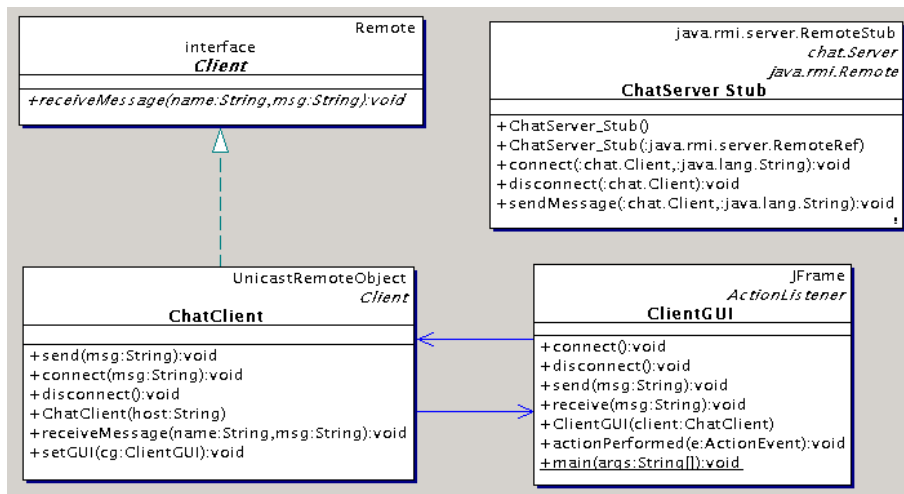 Remote
interface
Client
+receiveMessage(name:String,msg:String):void
java.rmi.server.RemoteStub
chat.Server
java.rmi.Remote
ChatServer Stub
+ChatServer_Stub()
+ChatServer_Stub(:java.rmi.server.RemoteRef)
+connect(:chat.Client,:java.lang.String):void
+disconnect(:chat.Client):void
+sendMessage(:chat.Client,:java.lang.String):void
!
UnicastRemoteObject
Client
ChatClient
+send(msg:String):void
+connect(msg:String):void
+disconnect():void
+ChatClient(host:String)
+receiveMessage(name:String,msg:String):void
+setGUI(cg:ClientGUI):void
JFrame
ActionListener
ClientGUI
+connect():void
+disconnect():void
+send(msg:String):void
+receive(msg:String):void
+ClientGUI(client:ChatClient)
+actionPerformed(e:ActionEvent):void
+main(args:String[]):void